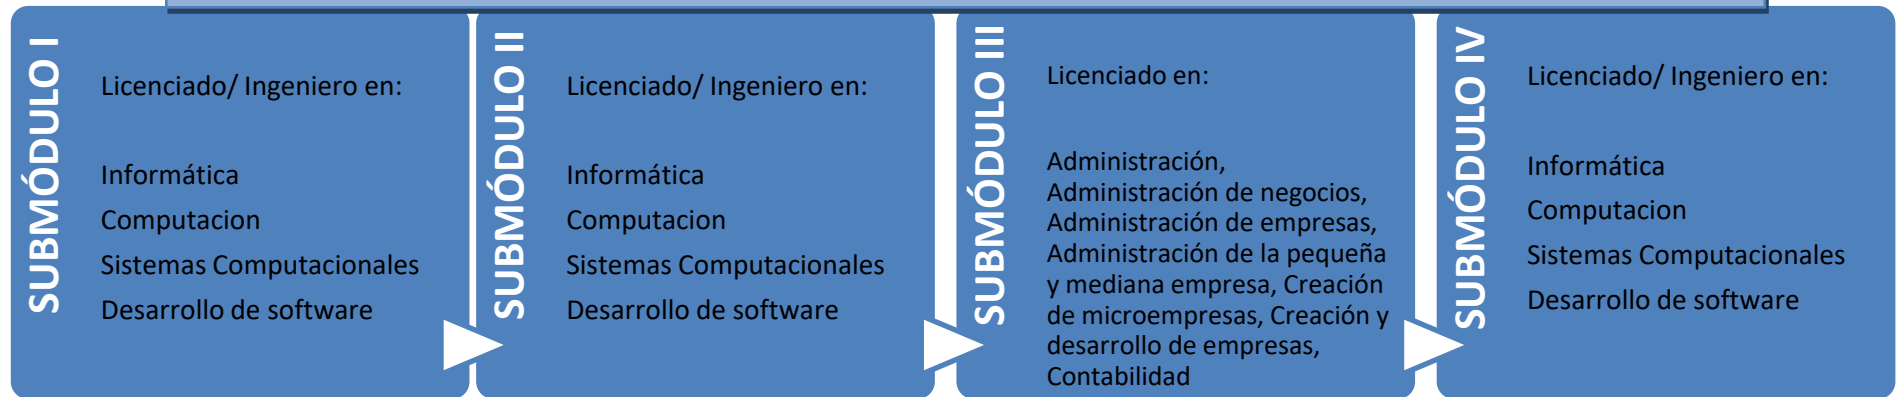 SUBMÓDULO I
Licenciado/ Ingeniero en:
Informática
Computacion
Sistemas Computacionales
Desarrollo de software
SUBMÓDULO II
Licenciado/ Ingeniero en:
Informática
Computacion
Sistemas Computacionales
Desarrollo de software
SUBMÓDULO III
Licenciado en:
Administración,
Administración de negocios,
Administración de empresas,
Administración de la pequeña
y mediana empresa, Creación
de microempresas, Creación y
desarrollo de empresas,
Contabilidad
SUBMÓDULO IV
Licenciado/ Ingeniero en:
Informática
Computacion
Sistemas Computacionales
Desarrollo de software